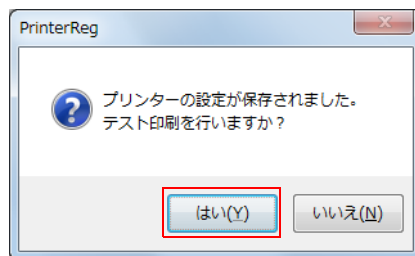 PrinterReg
プリンターの設定が保存されました。
テスト印刷を行いますか？
はい(Y)
いいえ(N)